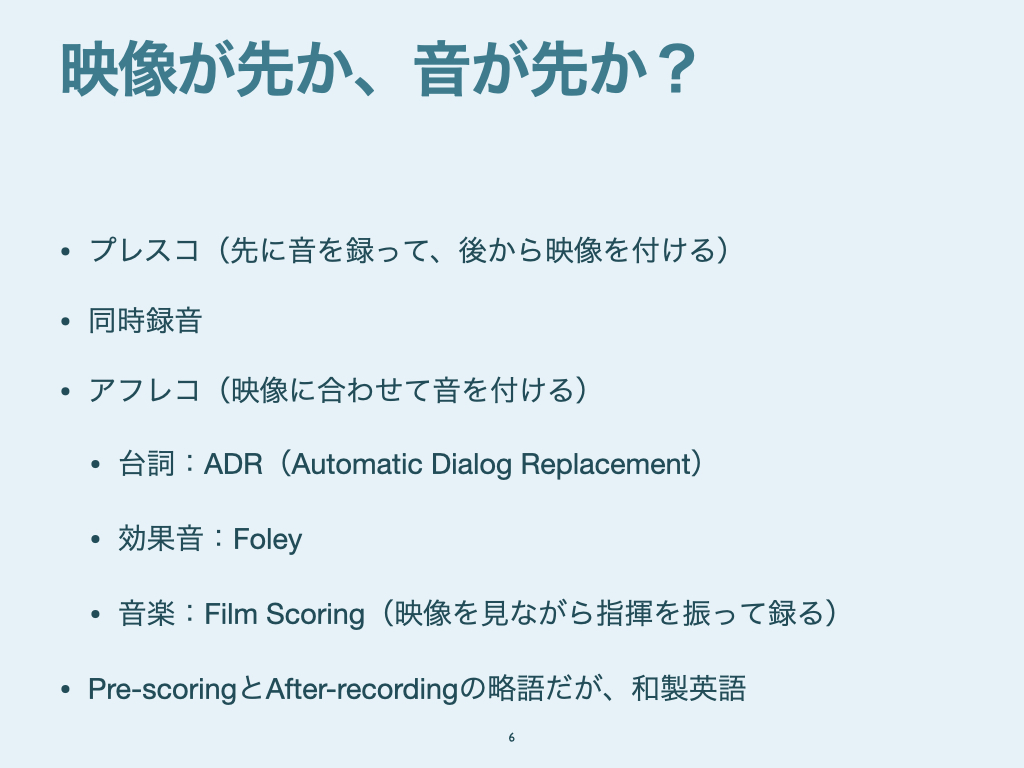 映像が先か、音が先か？
• プレスコ（先に音を録って、後から映像を付ける）
• 同時録音
• アフレコ（映像に合わせて音を付ける）
• 台詞：ADR（Automatic Dialog Replacement）
• 効果音：Foley
• 音楽：Film Scoring（映像を見ながら指揮を振って録る）
• Pre-scoringとAfter-recordingの略語だが、和製英語
6